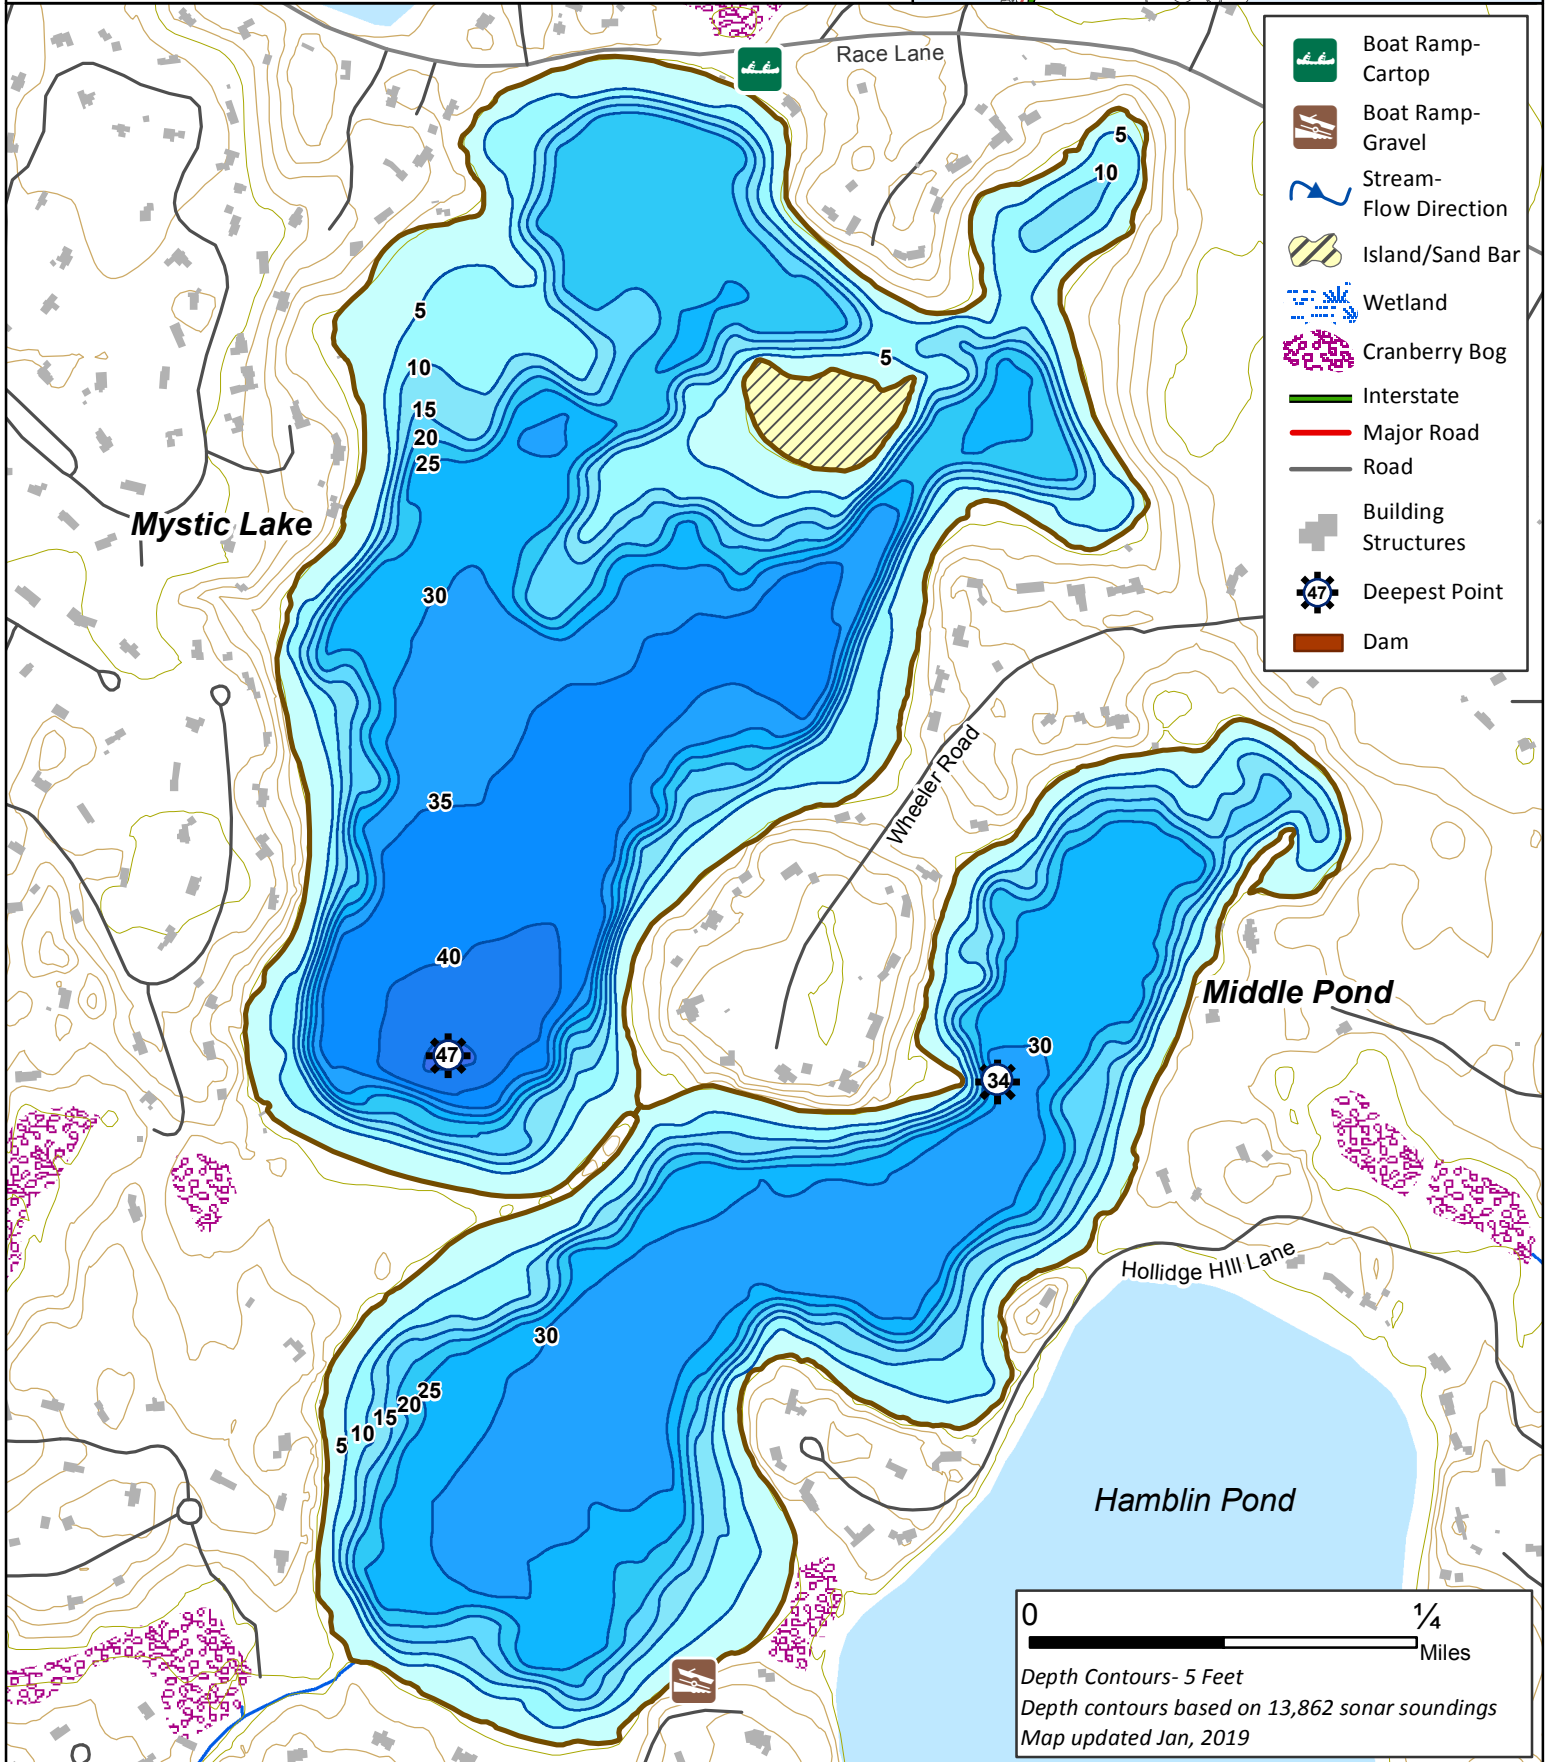 Race Lane
Boat Ramp-
Cartop
Boat Ramp-
Gravel
Stream-
Flow Direction
Island/Sand Bar
Wetland
Cranberry Bog
Interstate
Major Road
Road
Building
Structures
47
Deepest Point
Dam
5
10
5
10
15
20
25
5
Mystic Lake
30
35
40
47
Wheeler Road
Middle Pond
30
34
Hollidge HIll Lane
30
25
20
15
10
5
Hamblin Pond
0 ¼
Miles
Depth Contours- 5 Feet
Depth contours based on 13,862 sonar soundings
Map updated Jan, 2019